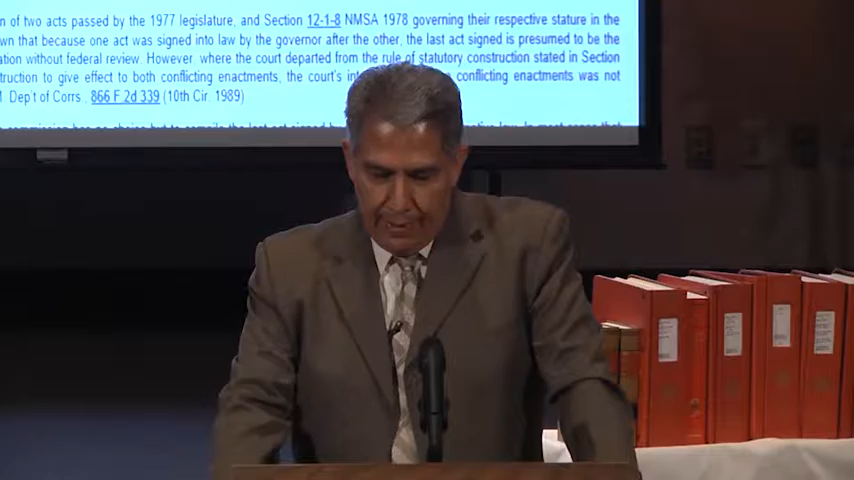 n of two acts passed by the 1977 legislature, and Section 12-1-8 NMSA 1978 governing their respective stature in the
wn that because one act was signed into law by the governor after the other, the last act signed is presumed to be the
ation without federal review. However, where the court departed from the rule of statutory construction stated in Section
truction to give effect to both conflicting enactments, the court's in conflicting enactments was not
. Dep't of Corrs., 866 F.2d 339 (10th Cir. 1989)